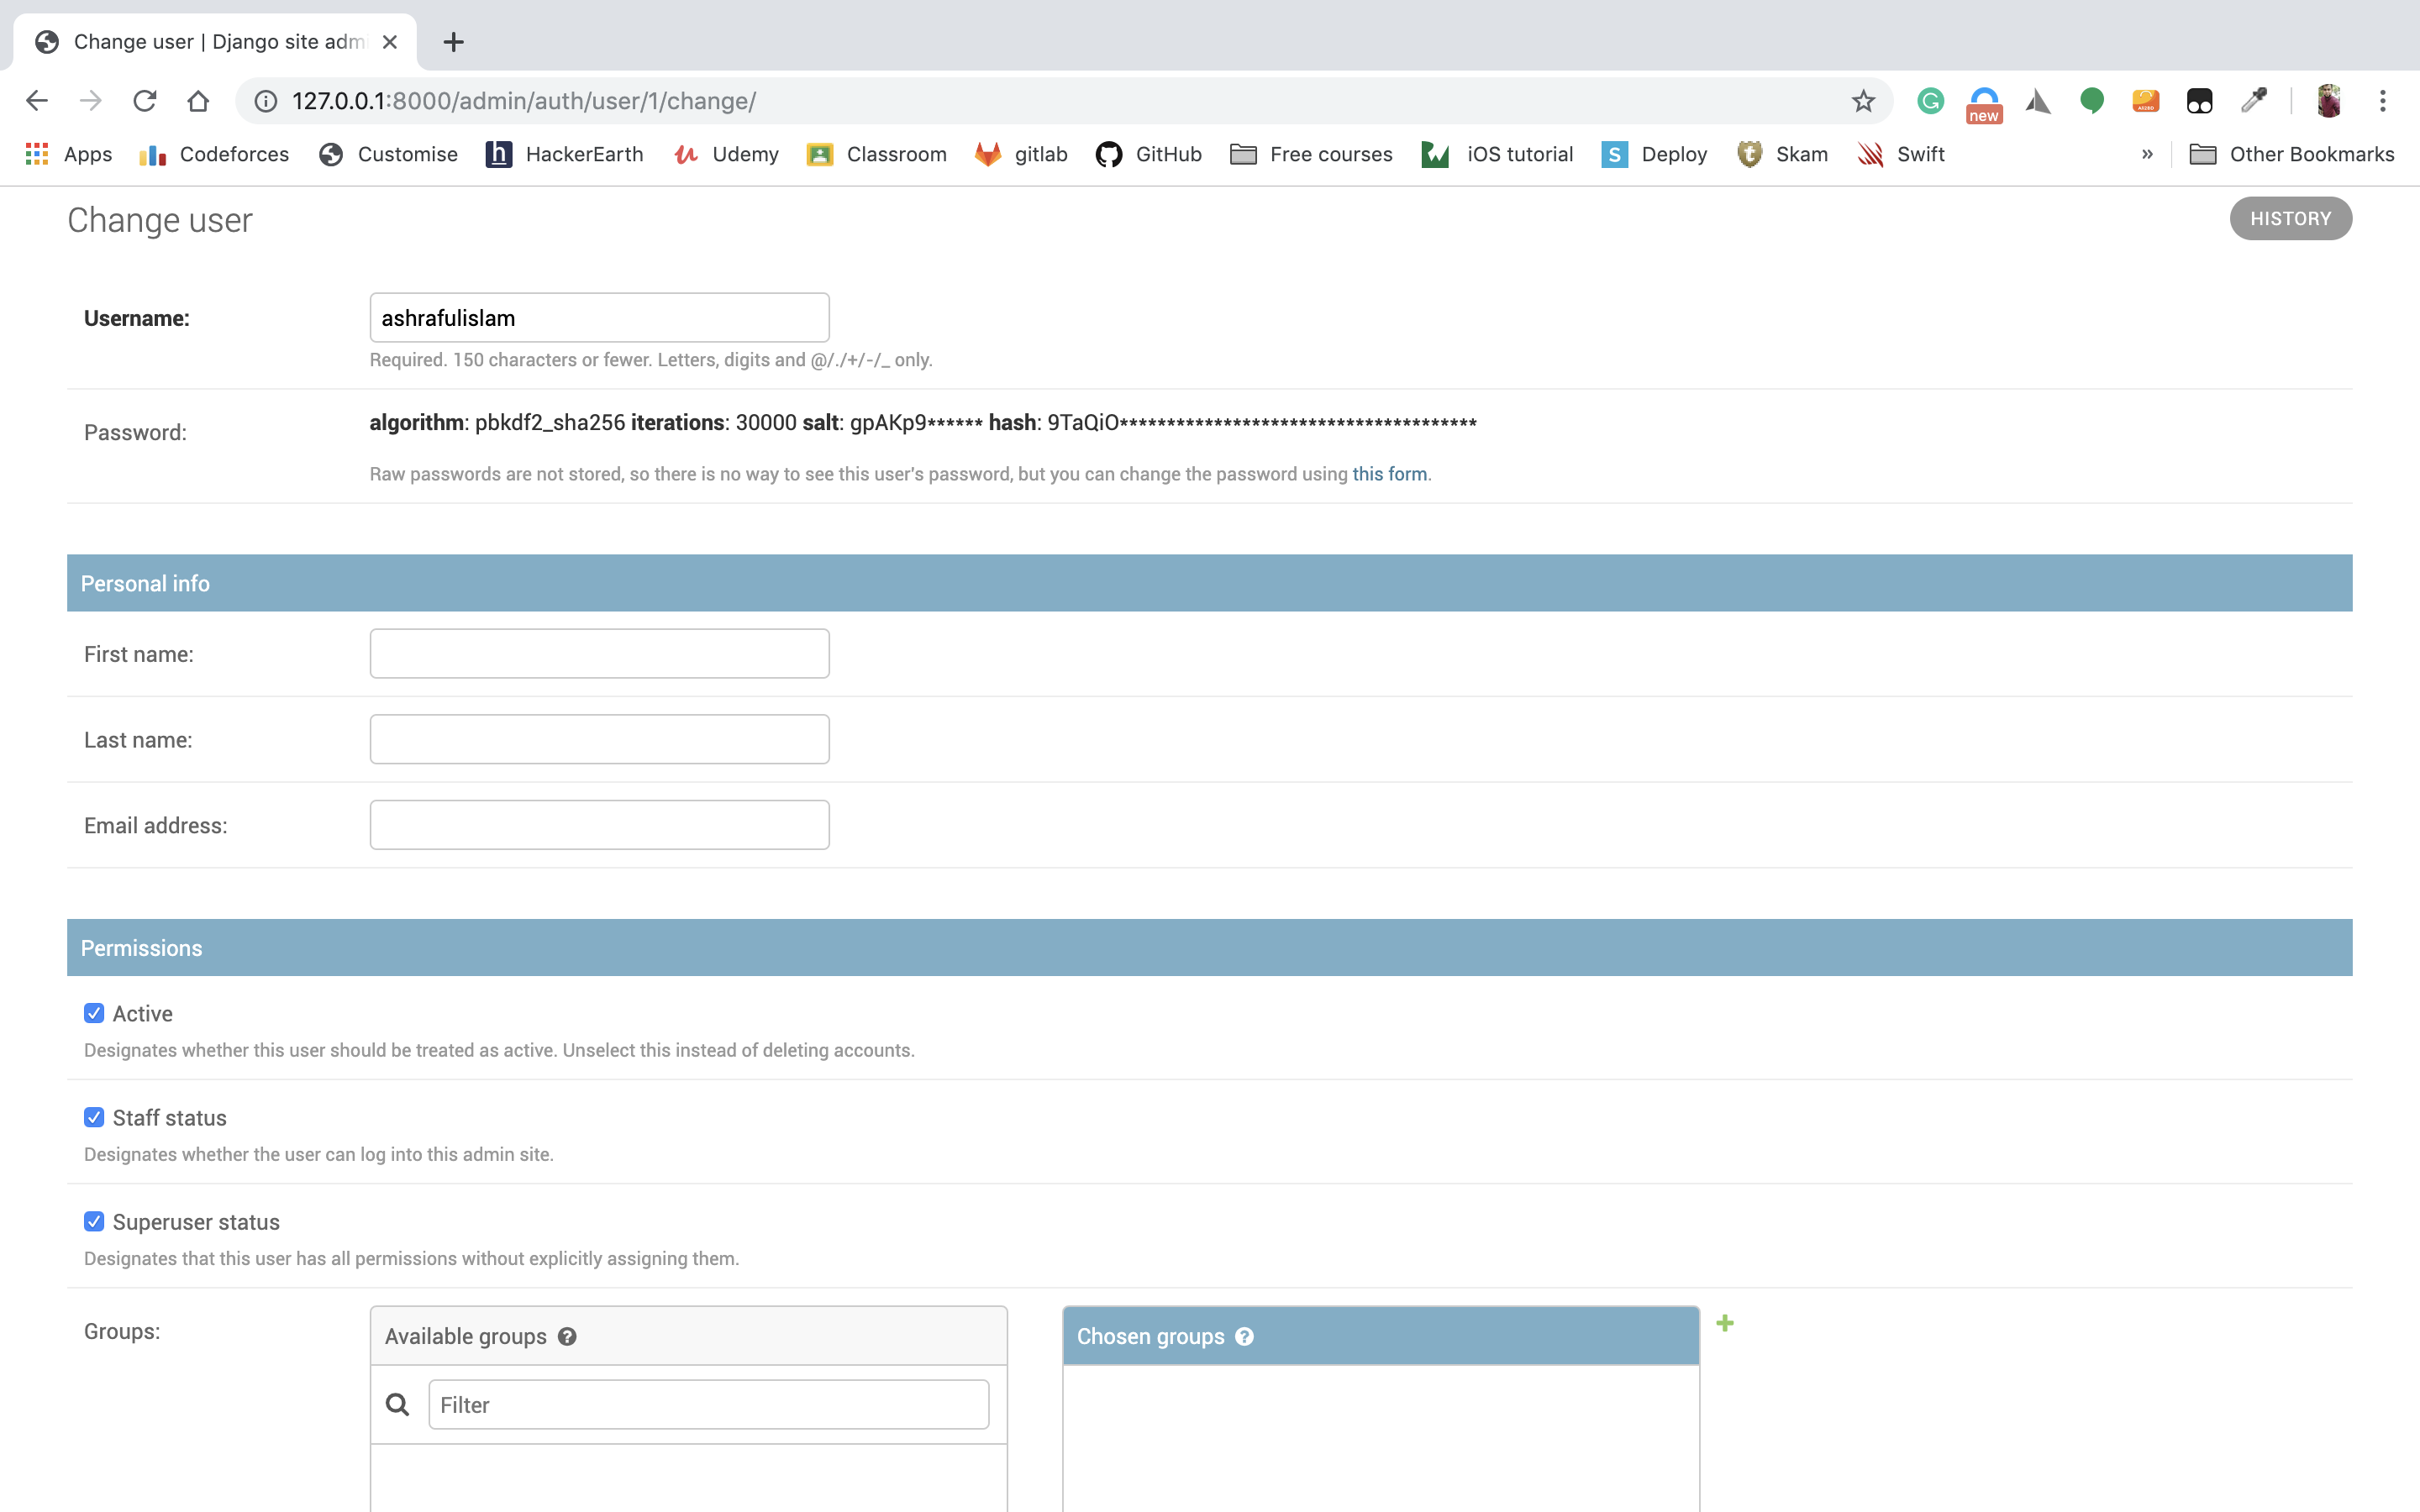 Change user | Django site adm
127.0.0.1:8000/admin/auth/user/1/change/
new
Apps Codeforces Customise HackerEarth Udemy Classroom gitlab GitHub Free courses iOS tutorial Deploy Skam Swift » Other Bookmarks
Change user HISTORY
Username: ashrafulislam
Required. 150 characters or fewer. Letters, digits and @/./+/-/_ only.
Password: algorithm: pbkdf2_sha256 iterations: 30000 salt: gpAKp9****** hash: 9TaQiO**************************************
Raw passwords are not stored, so there is no way to see this user's password, but you can change the password using this form.
Personal info
First name:
Last name:
Email address:
Permissions
Active
Designates whether this user should be treated as active. Unselect this instead of deleting accounts.
Staff status
Designates whether the user can log into this admin site.
Superuser status
Designates that this user has all permissions without explicitly assigning them.
Groups: Available groups ? Chosen groups ?
Filter